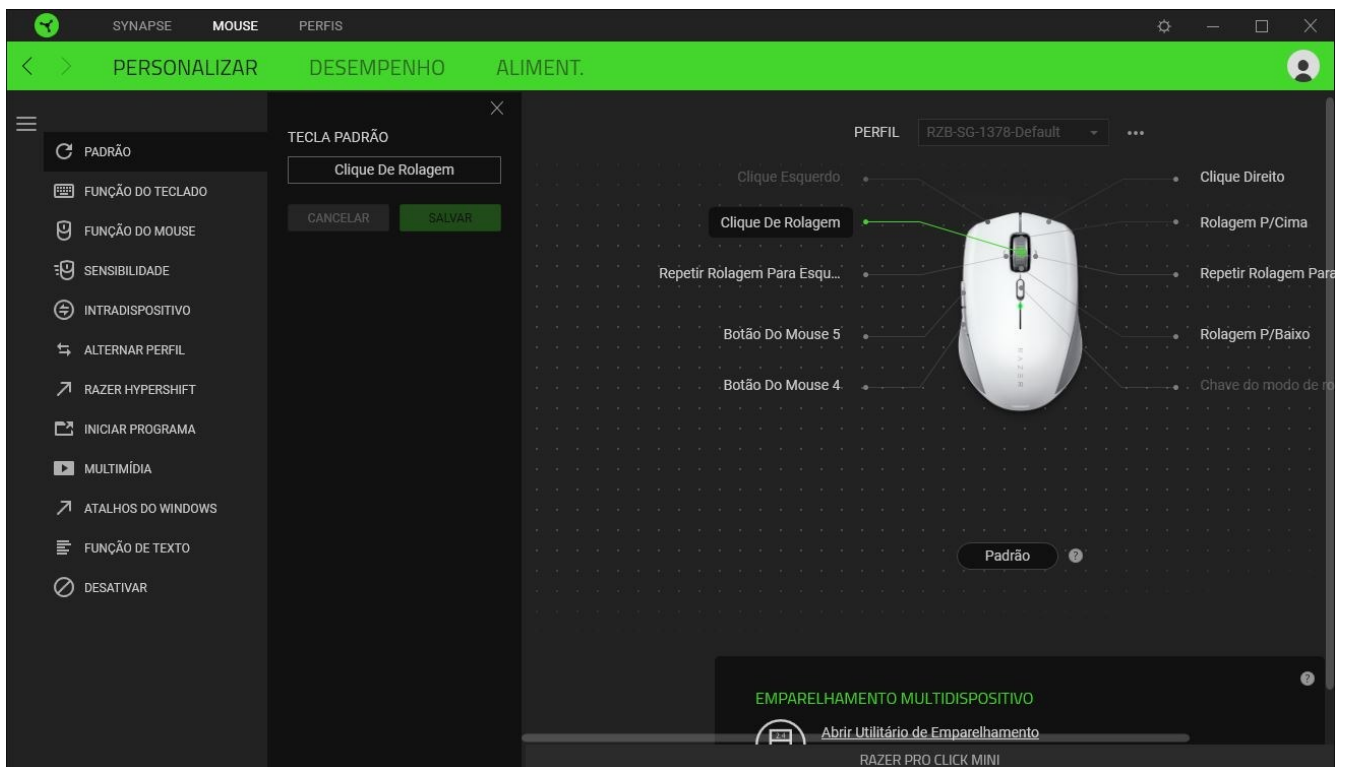 SYNAPSE MOUSE PERFIS
PERSONALIZAR DESEMPENHO ALIMENT.
PADRÃO
FUNÇÃO DO TECLADO
FUNÇÃO DO MOUSE
SENSIBILIDADE
INTRADISPOSITIVO
ALTERNAR PERFIL
RAZER HYPERSHIFT
INICIAR PROGRAMA
MULTIMÍDIA
ATALHOS DO WINDOWS
FUNÇÃO DE TEXTO
DESATIVAR
TECLA PADRÃO
Clique De Rolagem
CANCELAR SALVAR
PERFIL RZB-SG-1378-Default
Clique Esquerdo
Clique De Rolagem
Repetir Rolagem Para Esqu...
Botão Do Mouse 5
Botão Do Mouse 4
Clique Direito
Rolagem P/Cima
Repetir Rolagem Para
Rolagem P/Baixo
Chave do modo de ro
RAZER
Padrão ?
EMPARELHAMENTO MULTIDISPOSITIVO ?
2.4
Abrir Utilitário de Emparelhamento
RAZER PRO CLICK MINI